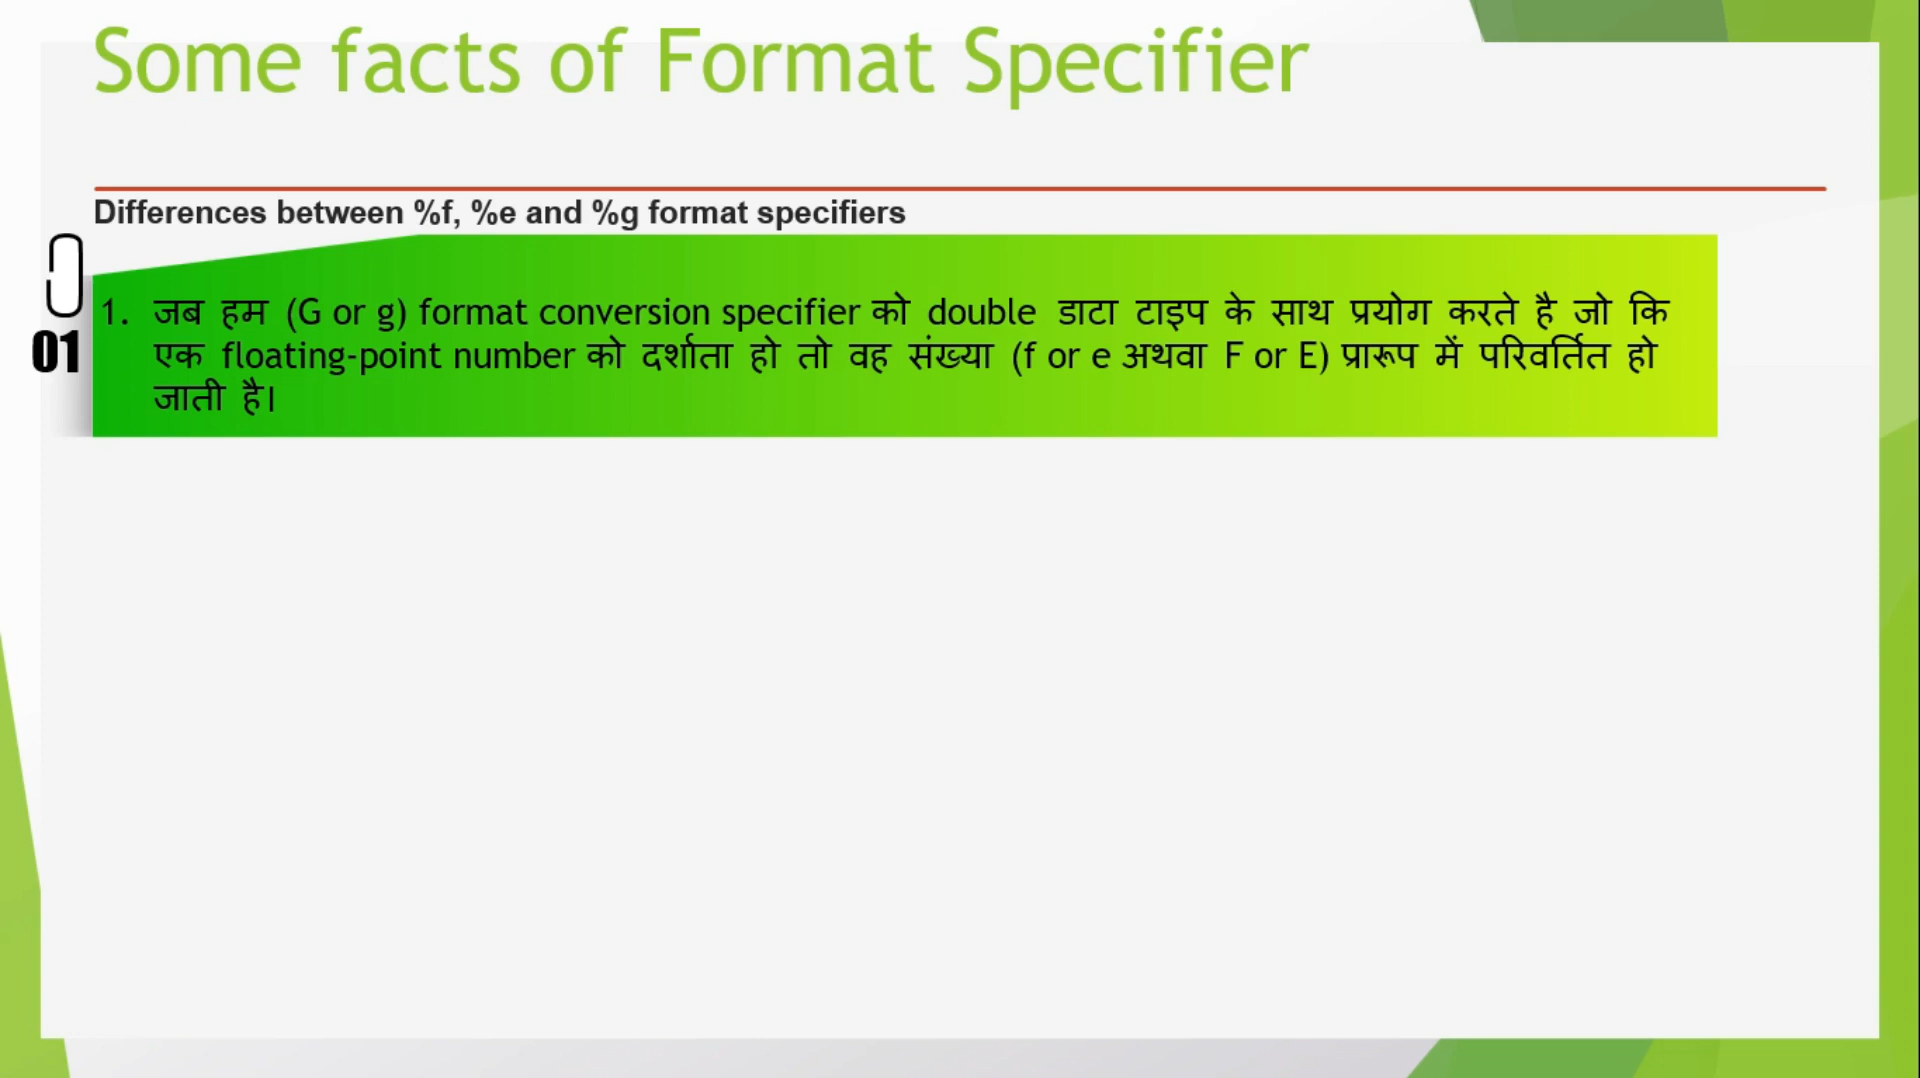 Some facts of Format Specifier
Differences between %f, %e and %g format specifiers
01
1. जब हम (G or g) format conversion specifier को double डाटा टाइप के साथ प्रयोग करते है जो कि
एक floating-point number को दर्शाता हो तो वह संख्या (f or e अथवा F or E) प्रारूप में परिवर्तित हो
जाती है।